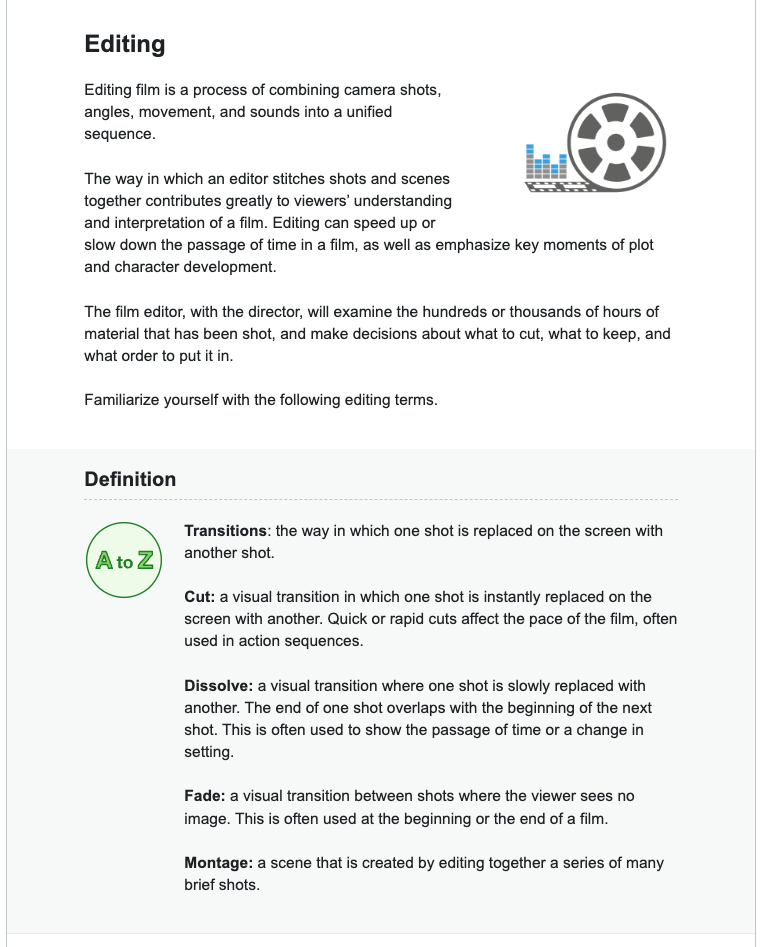 Editing
Editing film is a process of combining camera shots,
angles, movement, and sounds into a unified
sequence.
The way in which an editor stitches shots and scenes
together contributes greatly to viewers’ understanding
and interpretation of a film. Editing can speed up or
slow down the passage of time in a film, as well as emphasize key moments of plot
and character development.
The film editor, with the director, will examine the hundreds or thousands of hours of
material that has been shot, and make decisions about what to cut, what to keep, and
what order to put it in.
Familiarize yourself with the following editing terms.
Definition
A to Z
Transitions: the way in which one shot is replaced on the screen with
another shot.
Cut: a visual transition in which one shot is instantly replaced on the
screen with another. Quick or rapid cuts affect the pace of the film, often
used in action sequences.
Dissolve: a visual transition where one shot is slowly replaced with
another. The end of one shot overlaps with the beginning of the next
shot. This is often used to show the passage of time or a change in
setting.
Fade: a visual transition between shots where the viewer sees no
image. This is often used at the beginning or the end of a film.
Montage: a scene that is created by editing together a series of many
brief shots.